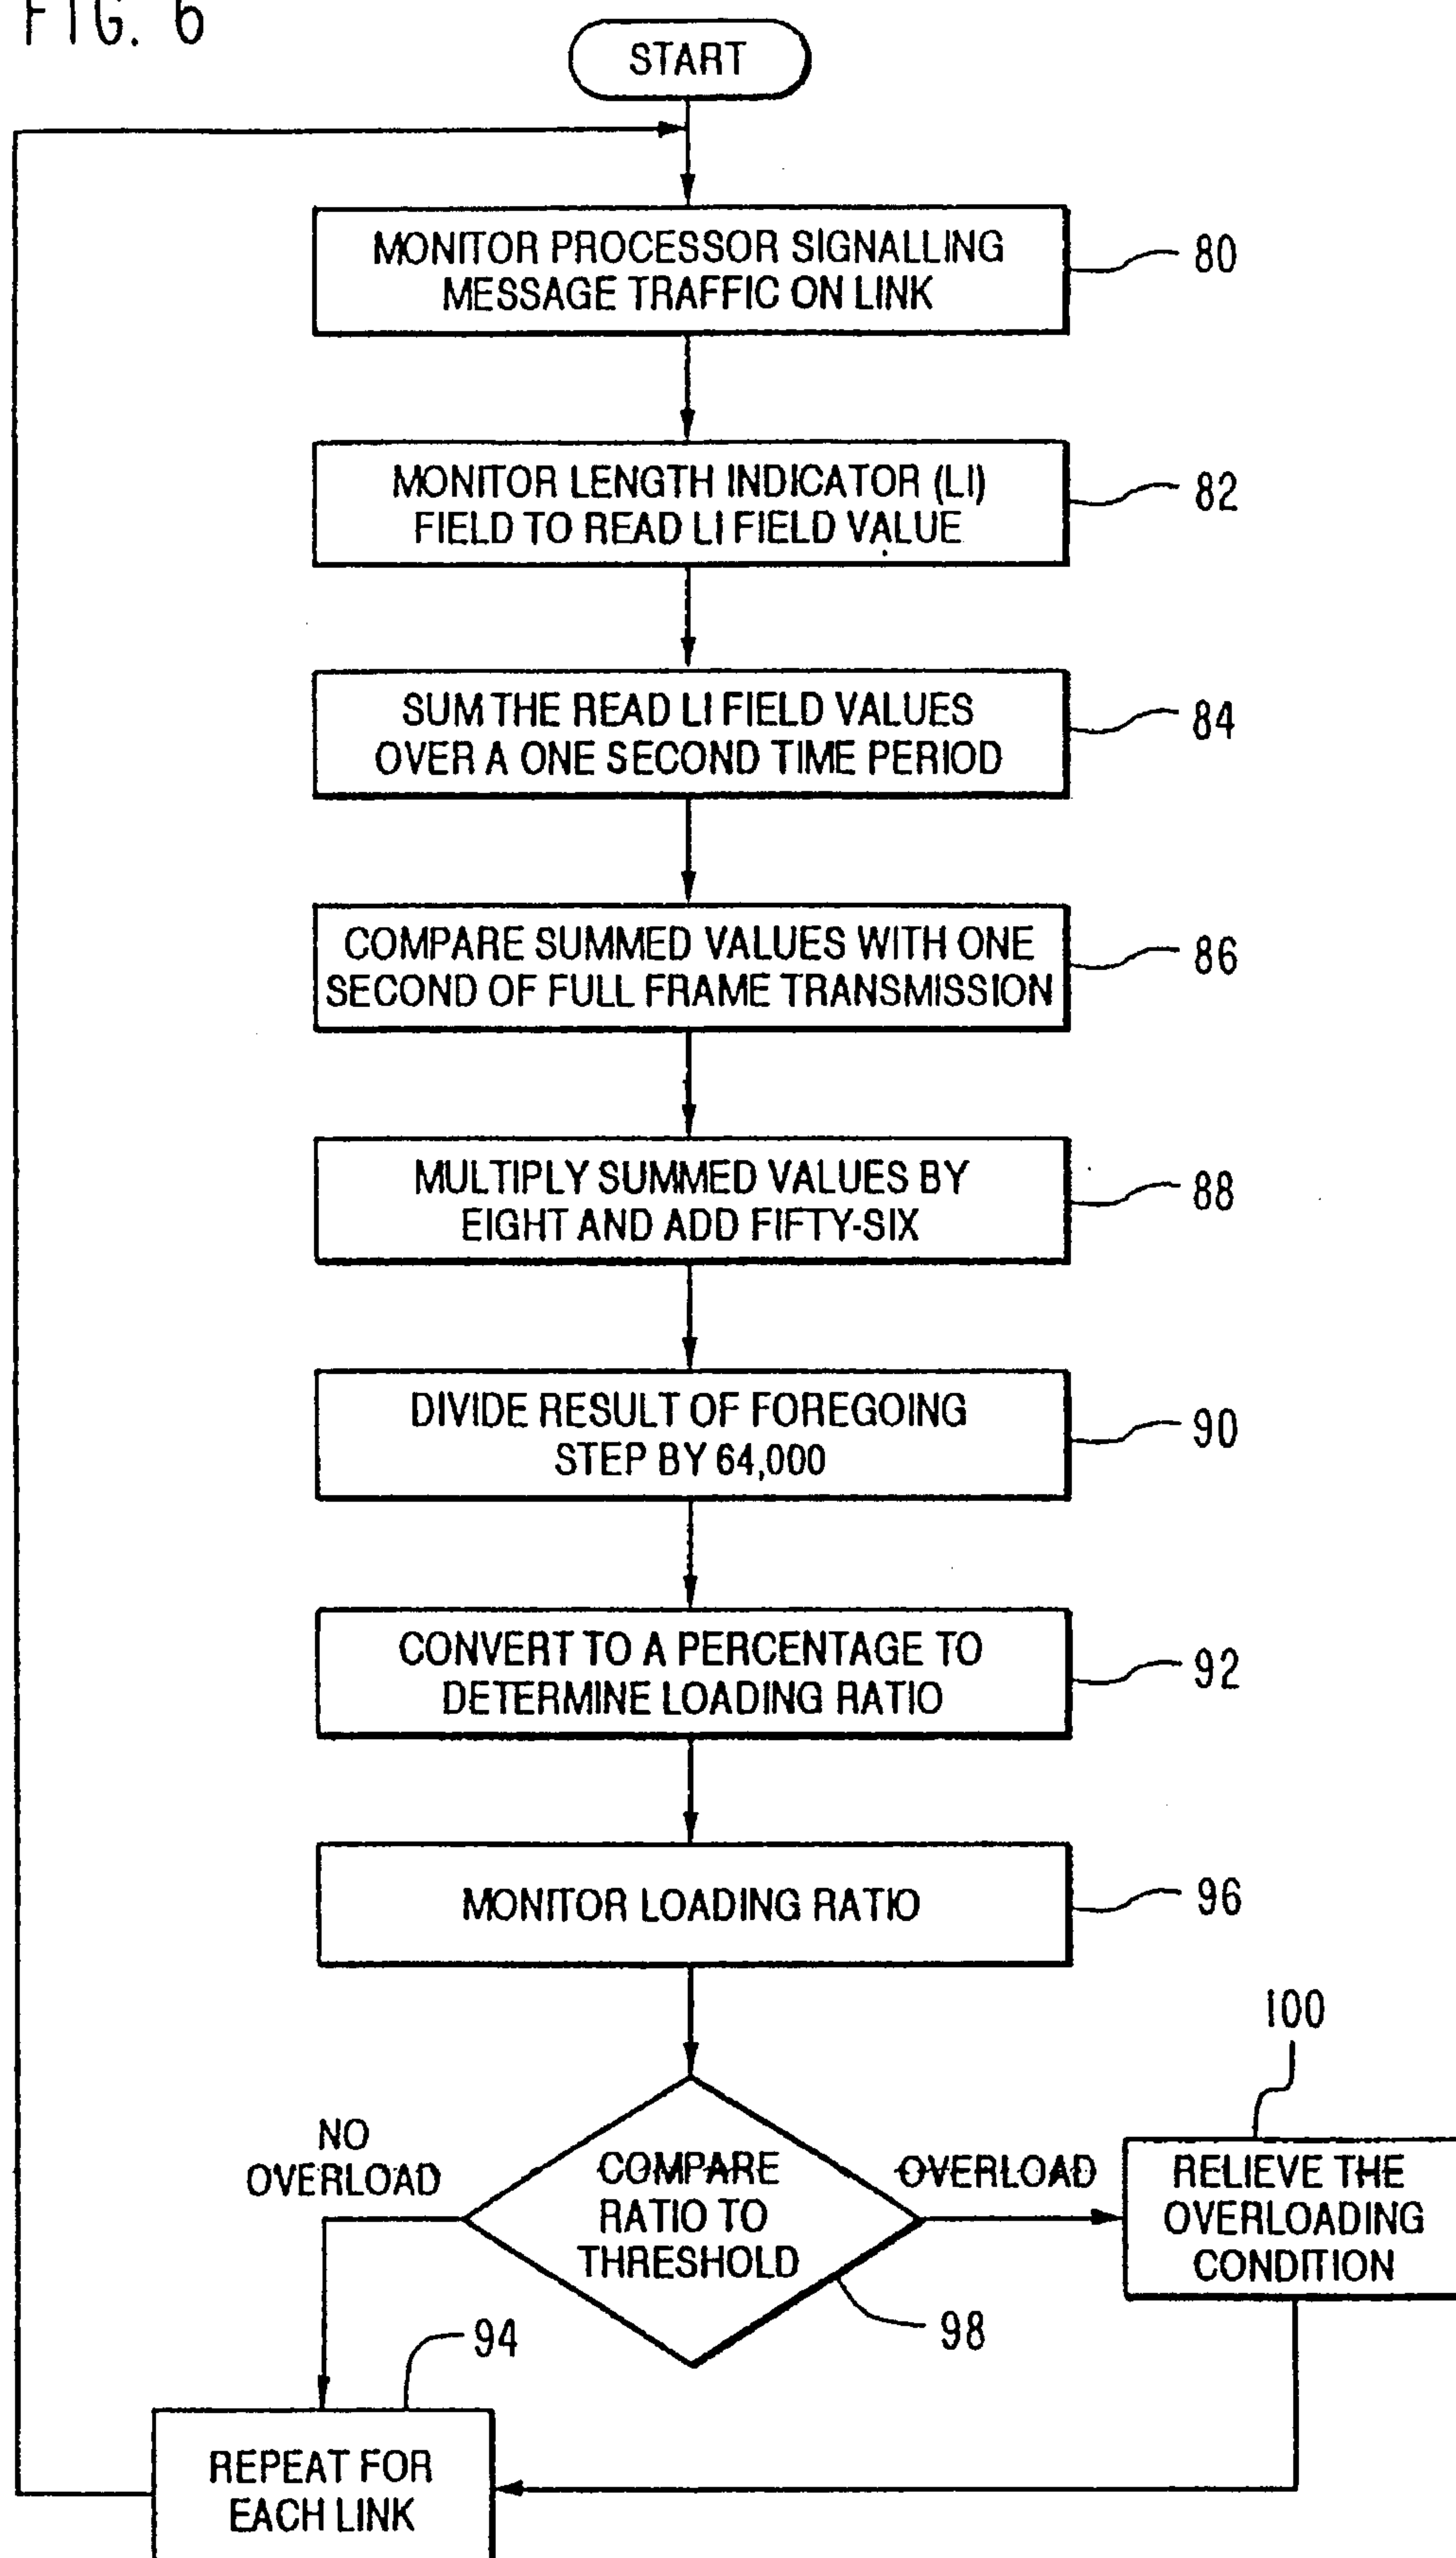 FIG. 6
START
MONITOR PROCESSOR SIGNALLING
MESSAGE TRAFFIC ON LINK
80
MONITOR LENGTH INDICATOR (LI)
FIELD TO READ LI FIELD VALUE
82
SUM THE READ LI FIELD VALUES
OVER A ONE SECOND TIME PERIOD
84
COMPARE SUMMED VALUES WITH ONE
SECOND OF FULL FRAME TRANSMISSION
86
MULTIPLY SUMMED VALUES BY
EIGHT AND ADD FIFTY-SIX
88
DIVIDE RESULT OF FOREGOING
STEP BY 64,000
90
CONVERT TO A PERCENTAGE TO
DETERMINE LOADING RATIO
92
MONITOR LOADING RATIO
96
100
NO
OVERLOAD
COMPARE
RATIO TO
THRESHOLD
OVERLOAD
RELIEVE THE
OVERLOADING
CONDITION
98
94
REPEAT FOR
EACH LINK